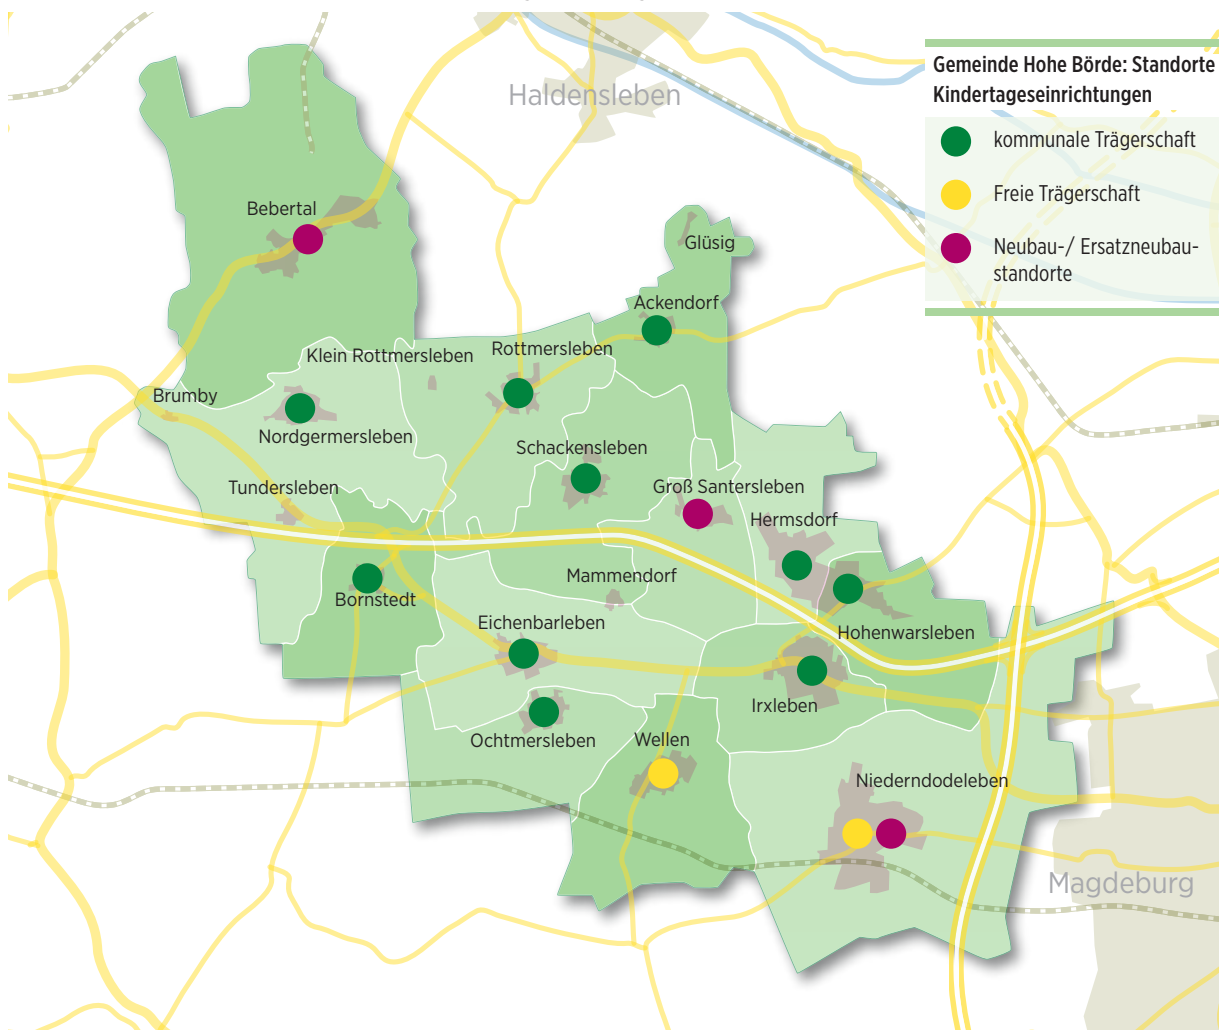 Haldensleben
Gemeinde Hohe Börde: Standorte
Kindertageseinrichtungen
kommunale Trägerschaft
Freie Trägerschaft
Neubau-/ Ersatzneubau-
standorte
Bebertal
Glüsig
Ackendorf
Klein Rottmersleben
Rottmersleben
Brumby
Nordgermersleben
Schackensleben
Tundersleben
Groß Santersleben
Hermsdorf
Mammendorf
Bornstedt
Eichenbarleben
Hohenwarsleben
Irxleben
Ochtmersleben
Wellen
Niederndodeleben
Magdeburg